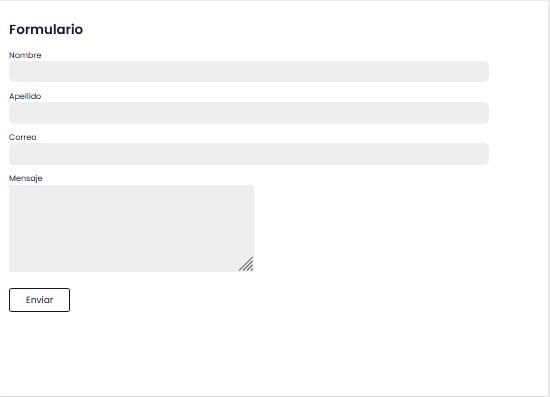 Formulario
Nombre
Apellido
Correo
Mensaje
Enviar